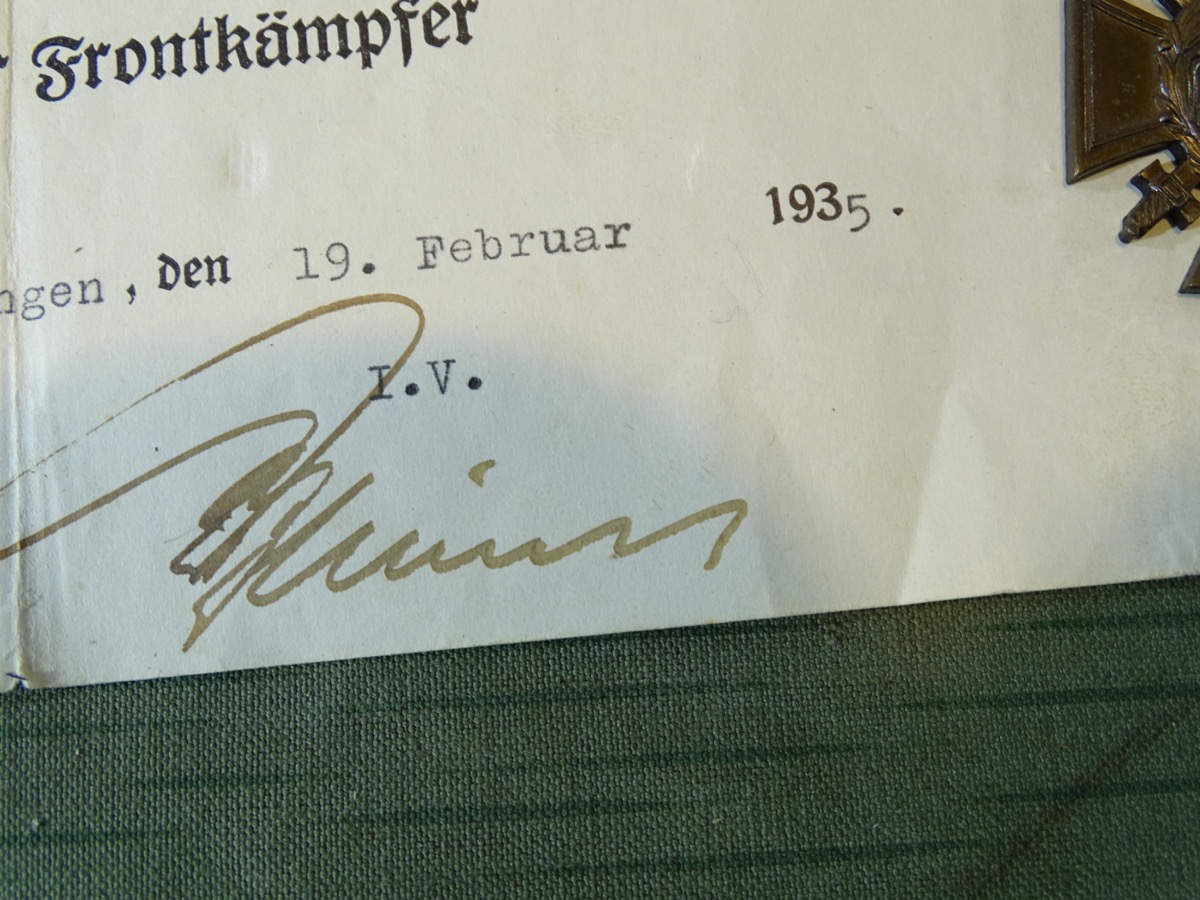 Frontkämpfer
ngen, den 19. Februar 1935.
I.V.